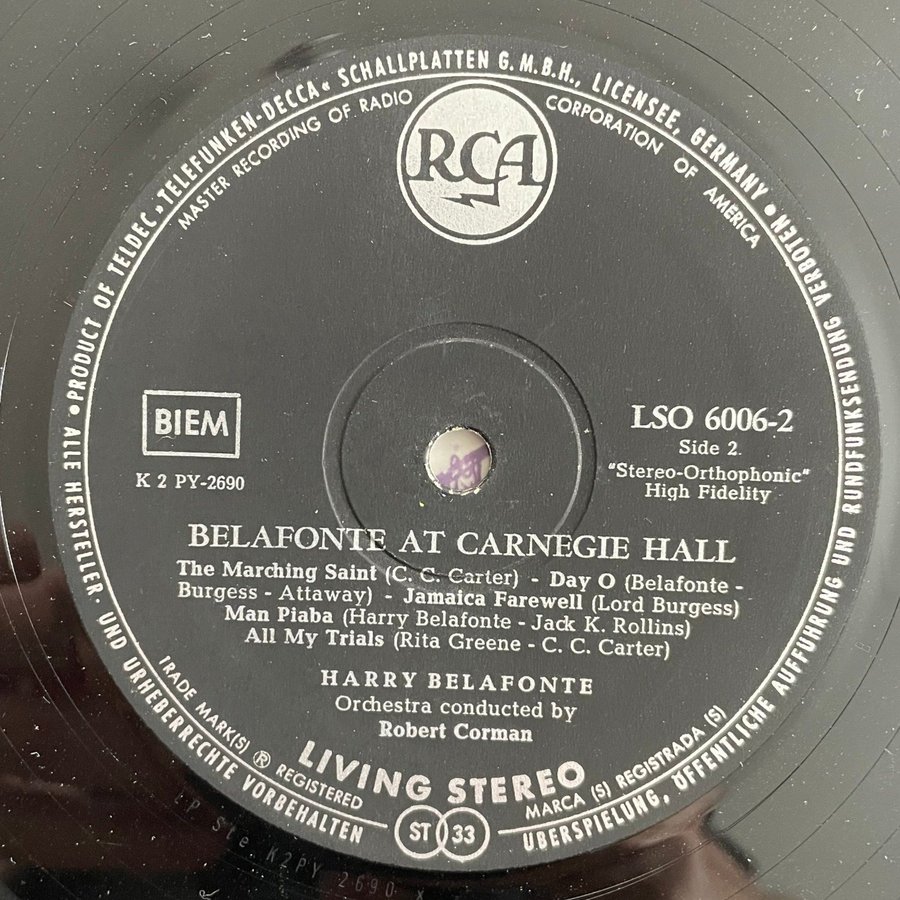 • PRODUCT OF TELDEC »TELEFUNKEN-DECCA« SCHALLPLATTEN G.M.B.H., LICENSEE, GERMANY •
MASTER RECORDING OF RADIO CORPORATION OF AMERICA
RCA
BIEM
K 2 PY-2690
LSO 6006-2
Side 2.
"Stereo-Orthophonic"
High Fidelity
BELAFONTE AT CARNEGIE HALL
The Marching Saint (C. C. Carter) - Day O (Belafonte -
Burgess - Attaway) - Jamaica Farewell (Lord Burgess)
Man Piaba (Harry Belafonte - Jack K. Rollins)
All My Trials (Rita Greene - C. C. Carter)
HARRY BELAFONTE
Orchestra conducted by
Robert Corman
LIVING STEREO
TRADE MARK(S) ® REGISTERED
MARCA (S) REGISTRADA (S)
ST 33
ALLE HERSTELLER- UND URHEBERRECHTE VORBEHALTEN
ÜBERSPIELUNG, ÖFFENTLICHE AUFFÜHRUNG UND RUNDFUNKSENDUNG VERBOTEN
K2PY 2690